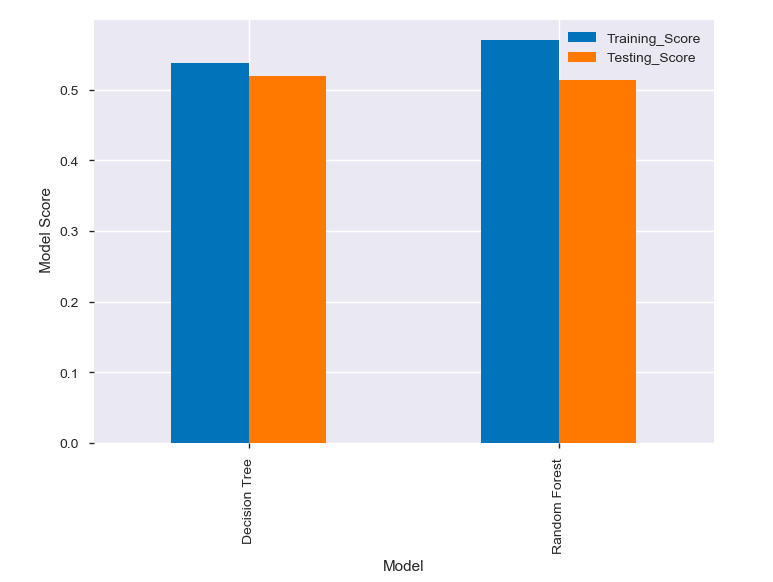 Training_Score
Testing_Score
0.5
0.4
0.3
0.2
0.1
0.0
Model Score
Decision Tree
Random Forest
Model